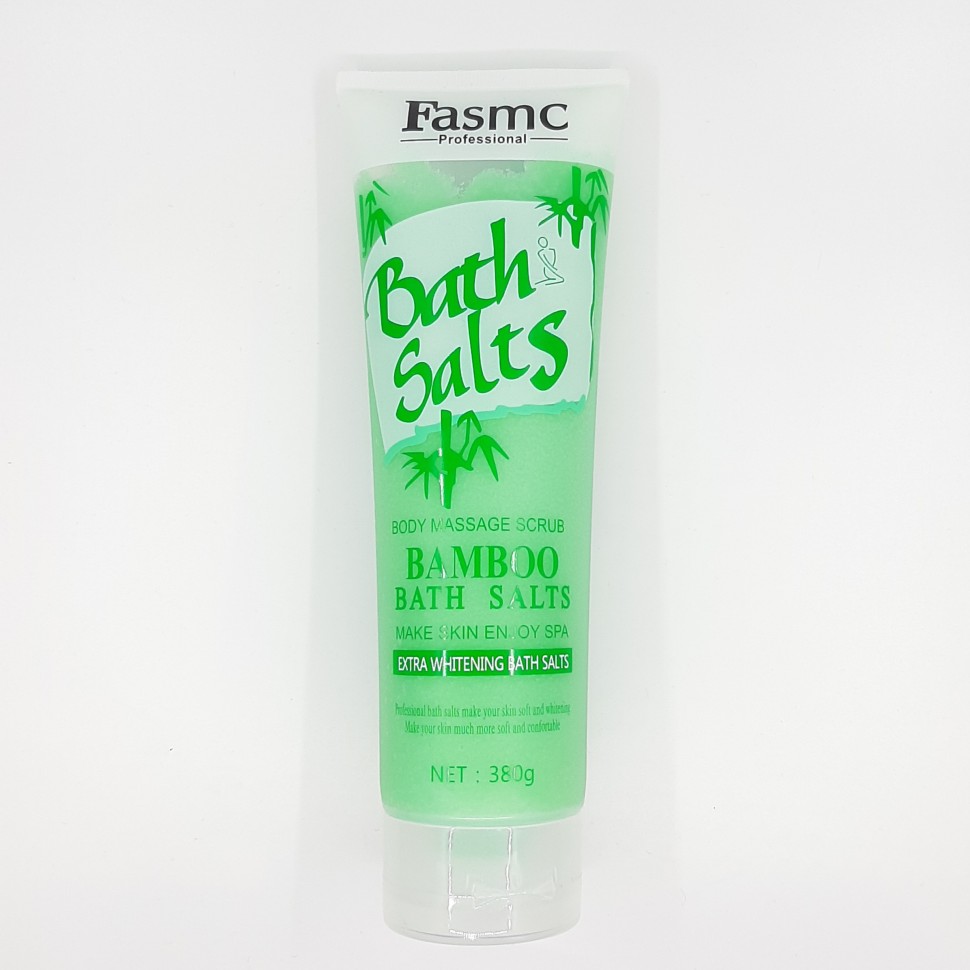 Fasmc
Professional
Bath
Salts
BODY MASSAGE SCRUB
BAMBOO
BATH SALTS
MAKE SKIN ENJOY SPA
EXTRA WHITENING BATH SALTS
Professional bath salts make your skin soft and whitening
Make your skin much more soft and confortable
NET : 380g